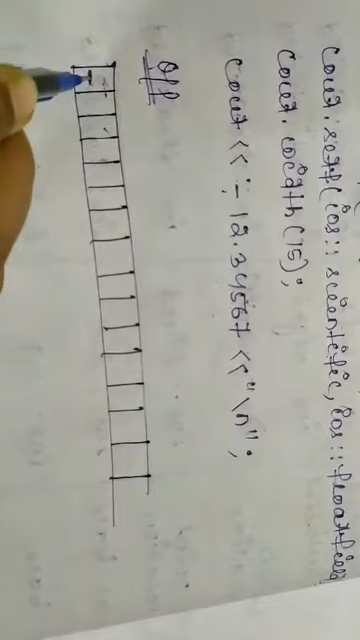 cout.setf(ios::scientific, ios::floatfield
cout.width(15);
cout<< -12.34567 <<"\n";
O/P
-